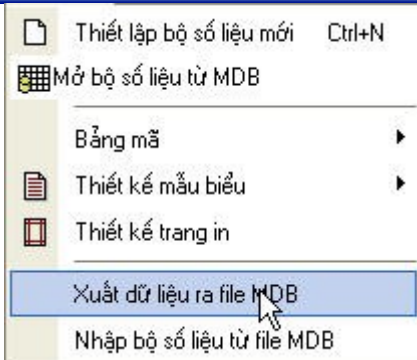 Thiết lập bộ số liệu mới Ctrl+N
Mở bộ số liệu từ MDB
Bảng mã
Thiết kế mẫu biểu
Thiết kế trang in
Xuất dữ liệu ra file MDB
Nhập bộ số liệu từ file MDB